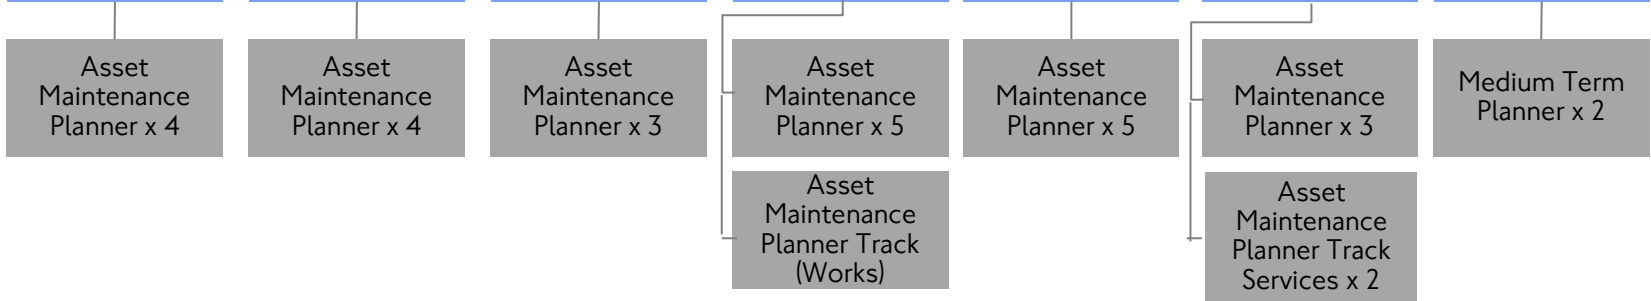 Asset
Maintenance
Planner x 4
Asset
Maintenance
Planner x 4
Asset
Maintenance
Planner x 3
Asset
Maintenance
Planner x 5
Asset
Maintenance
Planner x 5
Asset
Maintenance
Planner x 3
Medium Term
Planner x 2
Asset
Maintenance
Planner Track
(Works)
Asset
Maintenance
Planner Track
Services x 2